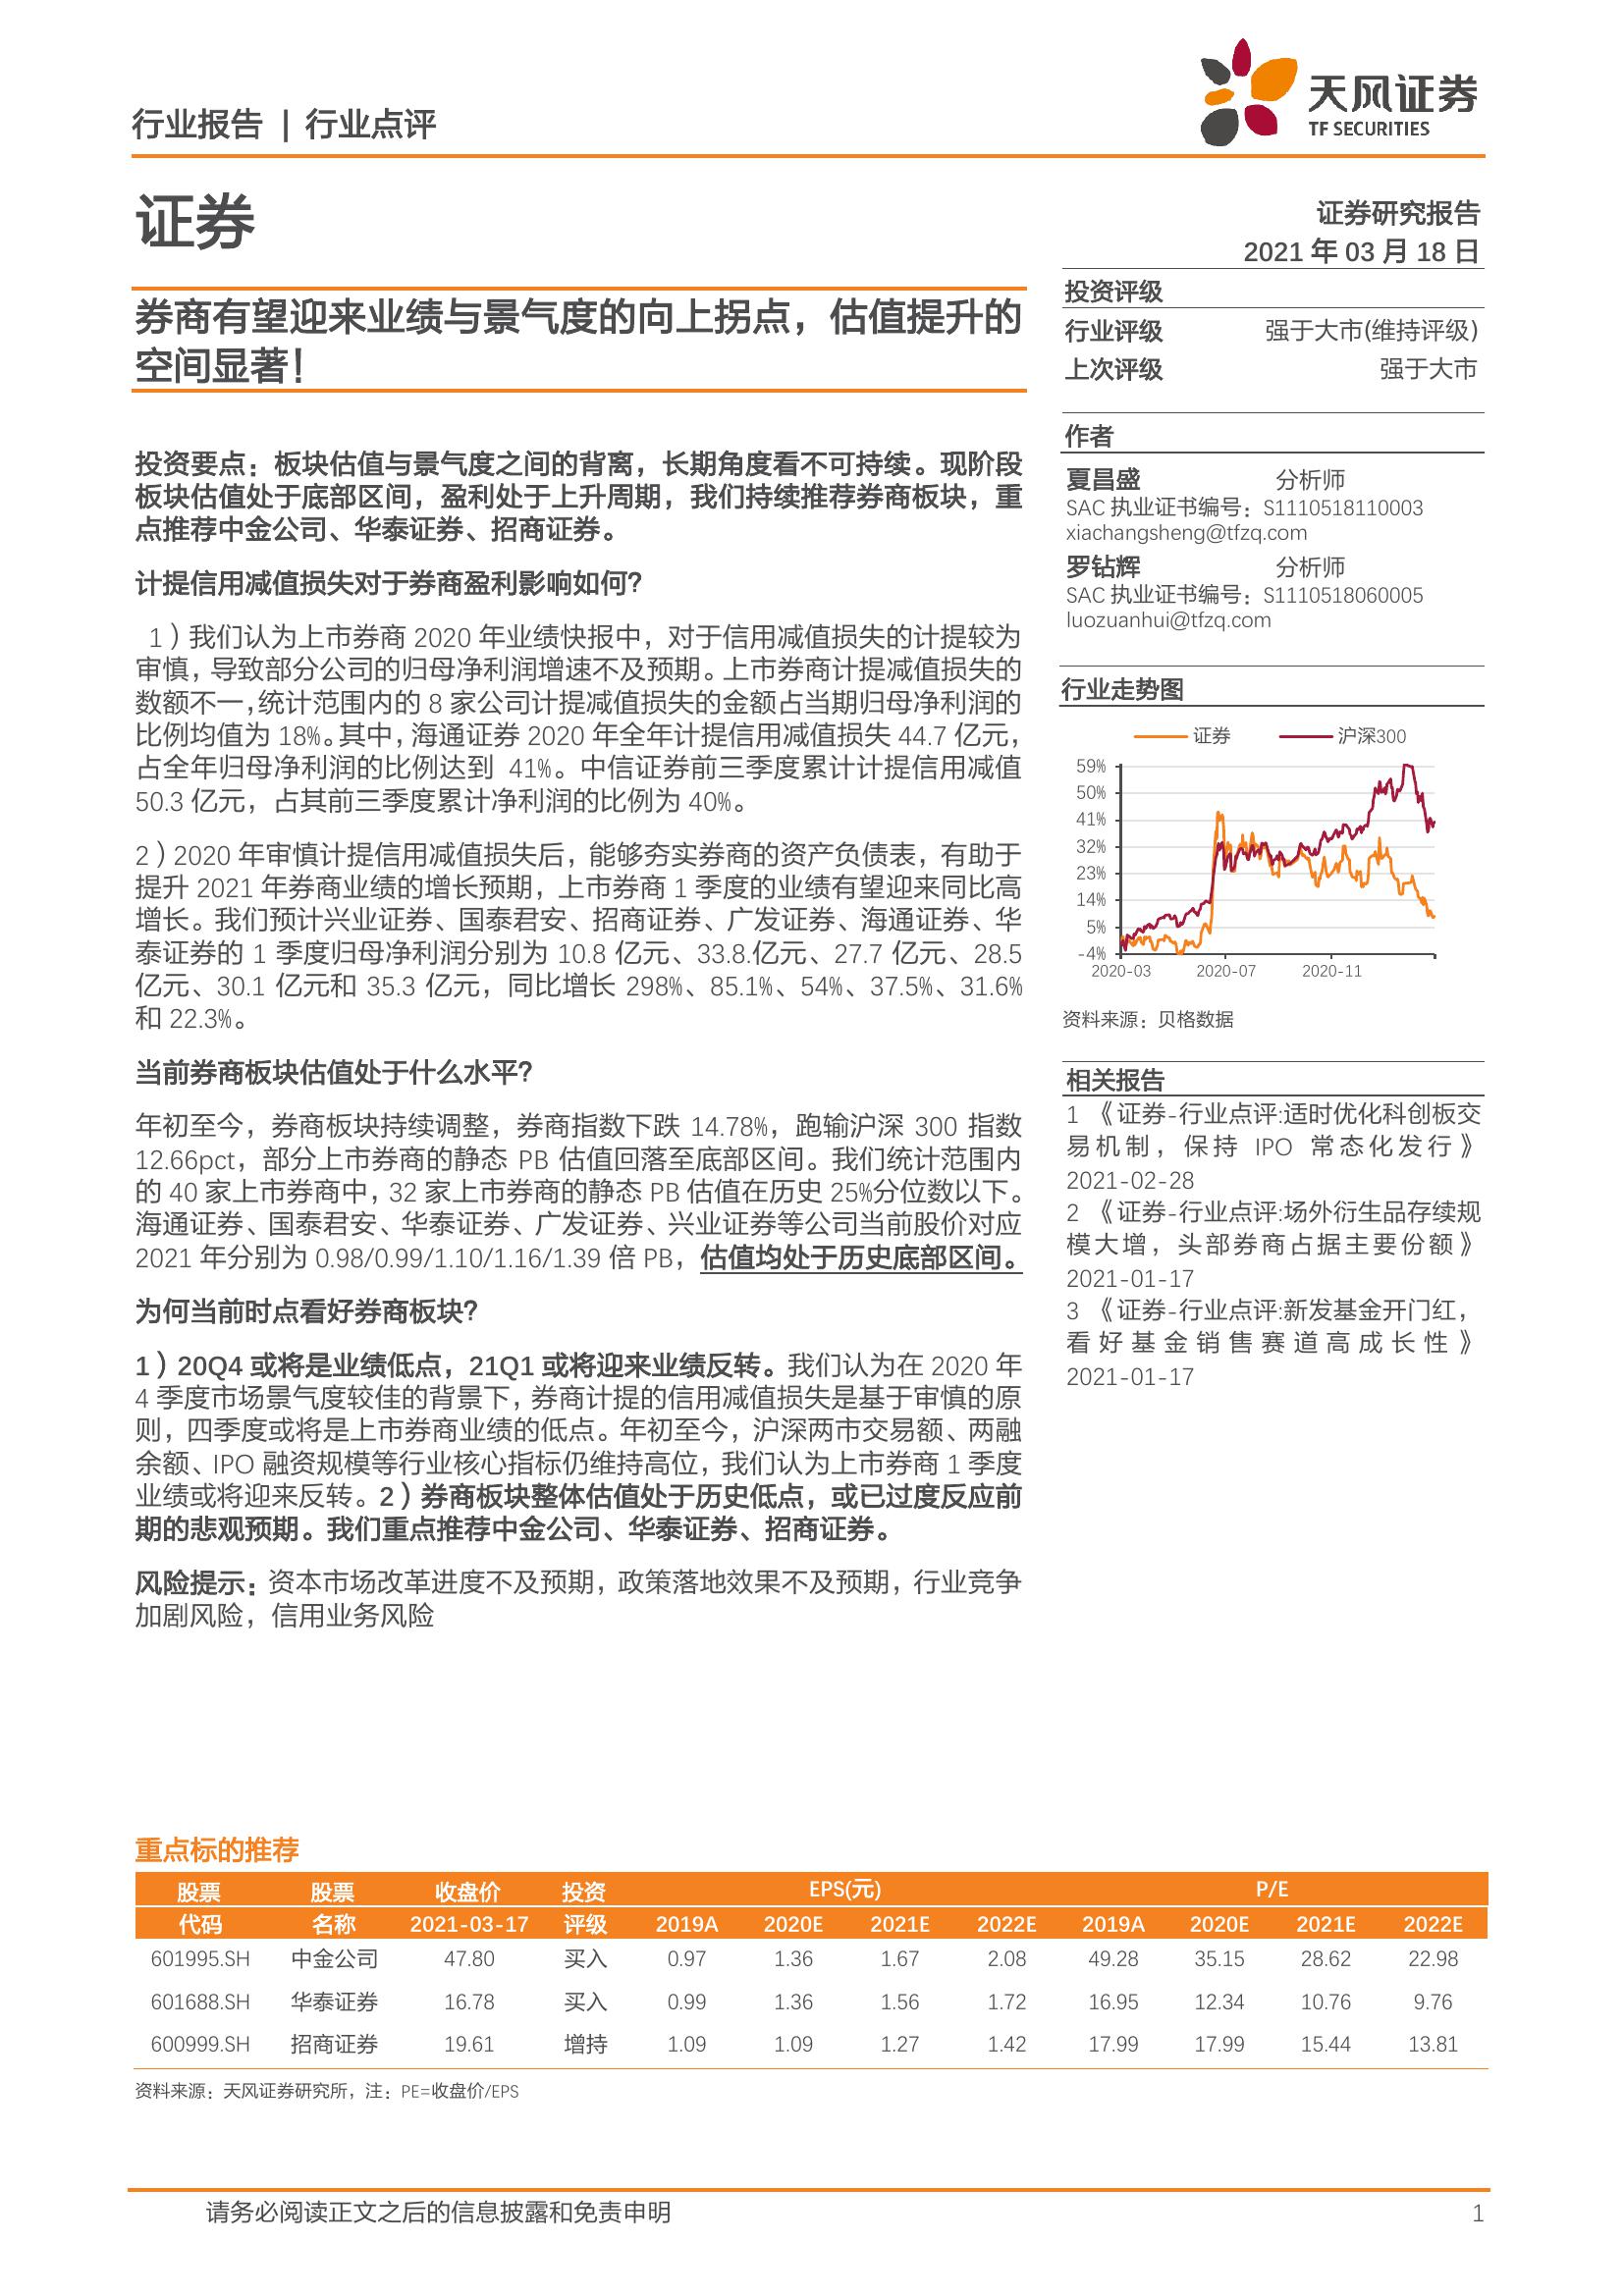 行业报告 | 行业点评
天风证券
TF SECURITIES
证券
证券研究报告
2021 年 03 月 18 日
券商有望迎来业绩与景气度的向上拐点，估值提升的
空间显著！
投资要点：板块估值与景气度之间的背离，长期角度看不可持续。现阶段
板块估值处于底部区间，盈利处于上升周期，我们持续推荐券商板块，重
点推荐中金公司、华泰证券、招商证券。
计提信用减值损失对于券商盈利影响如何？
1）我们认为上市券商 2020 年业绩快报中，对于信用减值损失的计提较为
审慎，导致部分公司的归母净利润增速不及预期。上市券商计提减值损失的
数额不一，统计范围内的 8 家公司计提减值损失的金额占当期归母净利润的
比例均值为 18%。其中，海通证券 2020 年全年计提信用减值损失 44.7 亿元，
占全年归母净利润的比例达到 41%。中信证券前三季度累计计提信用减值
50.3 亿元，占其前三季度累计净利润的比例为 40%。
2）2020 年审慎计提信用减值损失后，能够夯实券商的资产负债表，有助于
提升 2021 年券商业绩的增长预期，上市券商 1 季度的业绩有望迎来同比高
增长。我们预计兴业证券、国泰君安、招商证券、广发证券、海通证券、华
泰证券的 1 季度归母净利润分别为 10.8 亿元、33.8.亿元、27.7 亿元、28.5
亿元、30.1 亿元和 35.3 亿元，同比增长 298%、85.1%、54%、37.5%、31.6%
和 22.3%。
当前券商板块估值处于什么水平？
年初至今，券商板块持续调整，券商指数下跌 14.78%，跑输沪深 300 指数
12.66pct，部分上市券商的静态 PB 估值回落至底部区间。我们统计范围内
的 40 家上市券商中，32 家上市券商的静态 PB 估值在历史 25%分位数以下。
海通证券、国泰君安、华泰证券、广发证券、兴业证券等公司当前股价对应
2021 年分别为 0.98/0.99/1.10/1.16/1.39 倍 PB，估值均处于历史底部区间。
为何当前时点看好券商板块？
1）20Q4 或将是业绩低点，21Q1 或将迎来业绩反转。我们认为在 2020 年
4 季度市场景气度较佳的背景下，券商计提的信用减值损失是基于审慎的原
则，四季度或将是上市券商业绩的低点。年初至今，沪深两市交易额、两融
余额、IPO 融资规模等行业核心指标仍维持高位，我们认为上市券商 1 季度
业绩或将迎来反转。2）券商板块整体估值处于历史低点，或已过度反应前
期的悲观预期。我们重点推荐中金公司、华泰证券、招商证券。
风险提示：资本市场改革进度不及预期，政策落地效果不及预期，行业竞争
加剧风险，信用业务风险
投资评级
行业评级 强于大市(维持评级)
上次评级 强于大市
作者
夏昌盛 分析师
SAC 执业证书编号：S1110518110003
xiachangsheng@tfzq.com
罗钻辉 分析师
SAC 执业证书编号：S1110518060005
luozuanhui@tfzq.com
行业走势图
证券 沪深300
59%
50%
41%
32%
23%
14%
5%
-4%
2020-03 2020-07 2020-11
资料来源：贝格数据
相关报告
1 《证券-行业点评:适时优化科创板交
易机制，保持 IPO 常态化发行》
2021-02-28
2 《证券-行业点评:场外衍生品存续规
模大增，头部券商占据主要份额》
2021-01-17
3 《证券-行业点评:新发基金开门红，
看好基金销售赛道高成长性》
2021-01-17
重点标的推荐
股票 股票 收盘价 投资 EPS(元) P/E
代码 名称 2021-03-17 评级 2019A 2020E 2021E 2022E 2019A 2020E 2021E 2022E
601995.SH 中金公司 47.80 买入 0.97 1.36 1.67 2.08 49.28 35.15 28.62 22.98
601688.SH 华泰证券 16.78 买入 0.99 1.36 1.56 1.72 16.95 12.34 10.76 9.76
600999.SH 招商证券 19.61 增持 1.09 1.09 1.27 1.42 17.99 17.99 15.44 13.81
资料来源：天风证券研究所，注：PE=收盘价/EPS
请务必阅读正文之后的信息披露和免责申明 1